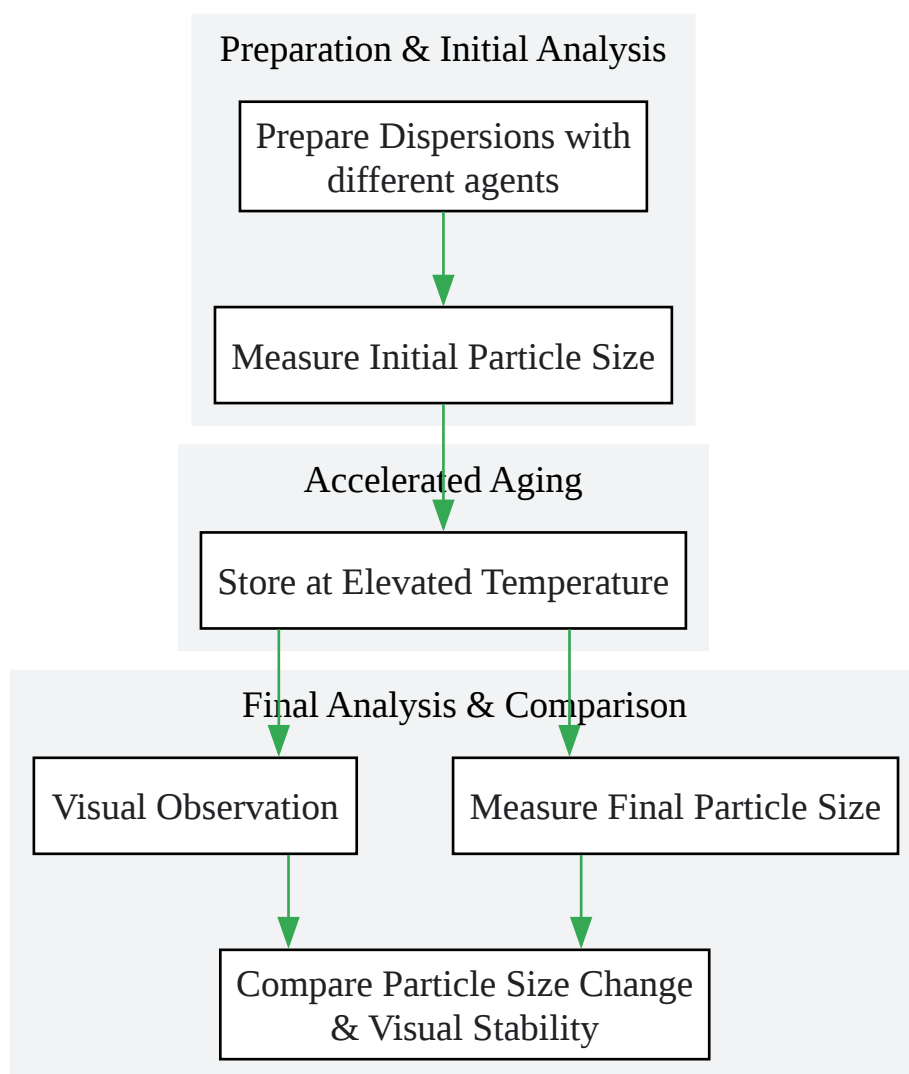 Preparation & Initial Analysis
Prepare Dispersions with
different agents
Measure Initial Particle Size
Accelerated Aging
Store at Elevated Temperature
Final Analysis & Comparison
Visual Observation
Measure Final Particle Size
Compare Particle Size Change
& Visual Stability